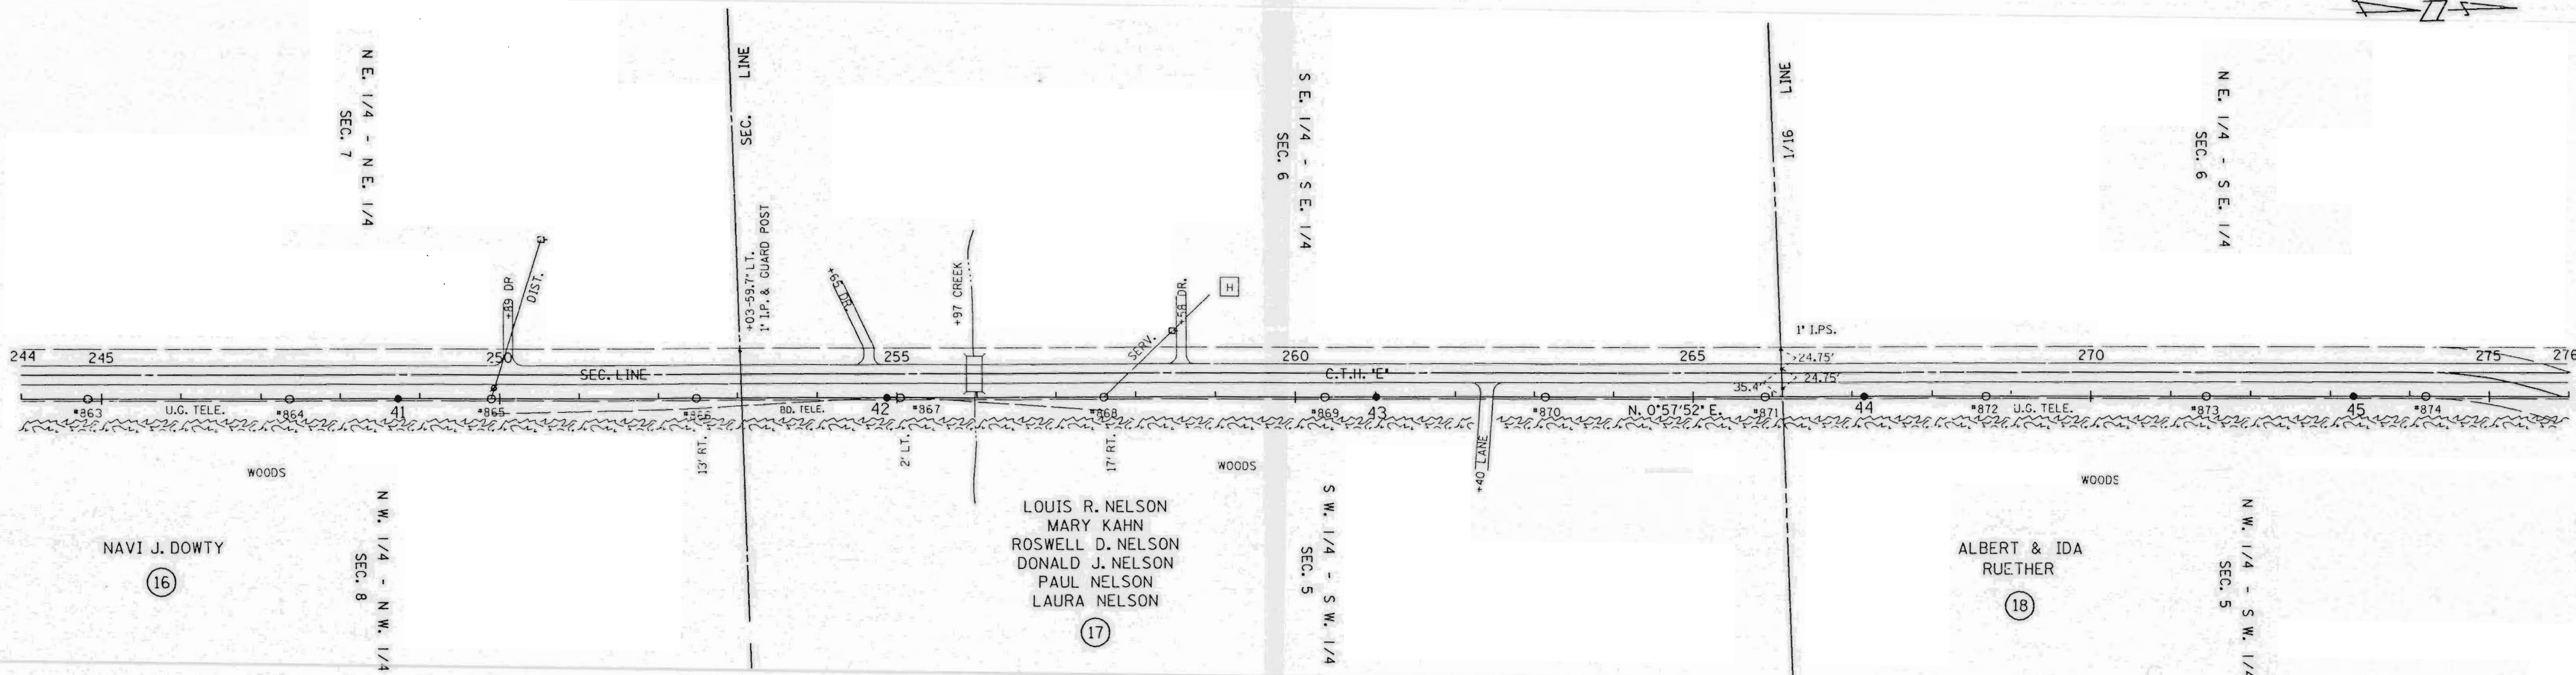 N E. 1/4 - N E. 1/4
SEC. 7
SEC. LINE
+03-59.7' LT.
1" I.P. & GUARD POST
S E. 1/4 - S E. 1/4
SEC. 6
1/16 LINE
N E. 1/4 - S E. 1/4
SEC. 6
+89 DR
DIST.
+65 DR.
+97 CREEK
+58 DR.
SERV.
H
1" I.PS.
244 245 250 255 260 265 270 275 276
24.75'
24.75'
35.4'
SEC. LINE
C.T.H. "E"
#863 U.G. TELE. #864 41 #865 #866 BD. TELE. 42 #867 #868 #869 43 #870 N. 0°57'52" E. #871 44 #872 U.G. TELE. #873 45 #874
13' RT.
2' LT.
17' RT.
+40 LANE
WOODS
WOODS
WOODS
N W. 1/4 - N W. 1/4
SEC. 8
S W. 1/4 - S W. 1/4
SEC. 5
N W. 1/4 - S W. 1/4
SEC. 5
NAVI J. DOWTY
16
LOUIS R. NELSON
MARY KAHN
ROSWELL D. NELSON
DONALD J. NELSON
PAUL NELSON
LAURA NELSON
17
ALBERT & IDA
RUETHER
18